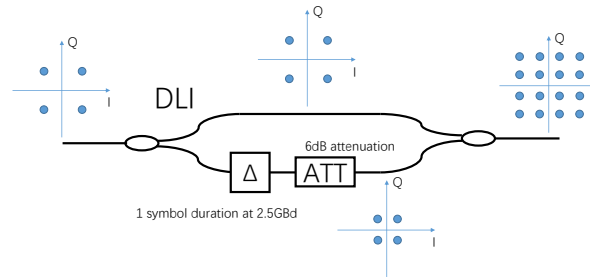 Q
I
DLI
Q
I
Q
I
6dB attenuation
Δ
ATT
1 symbol duration at 2.5GBd
Q
I